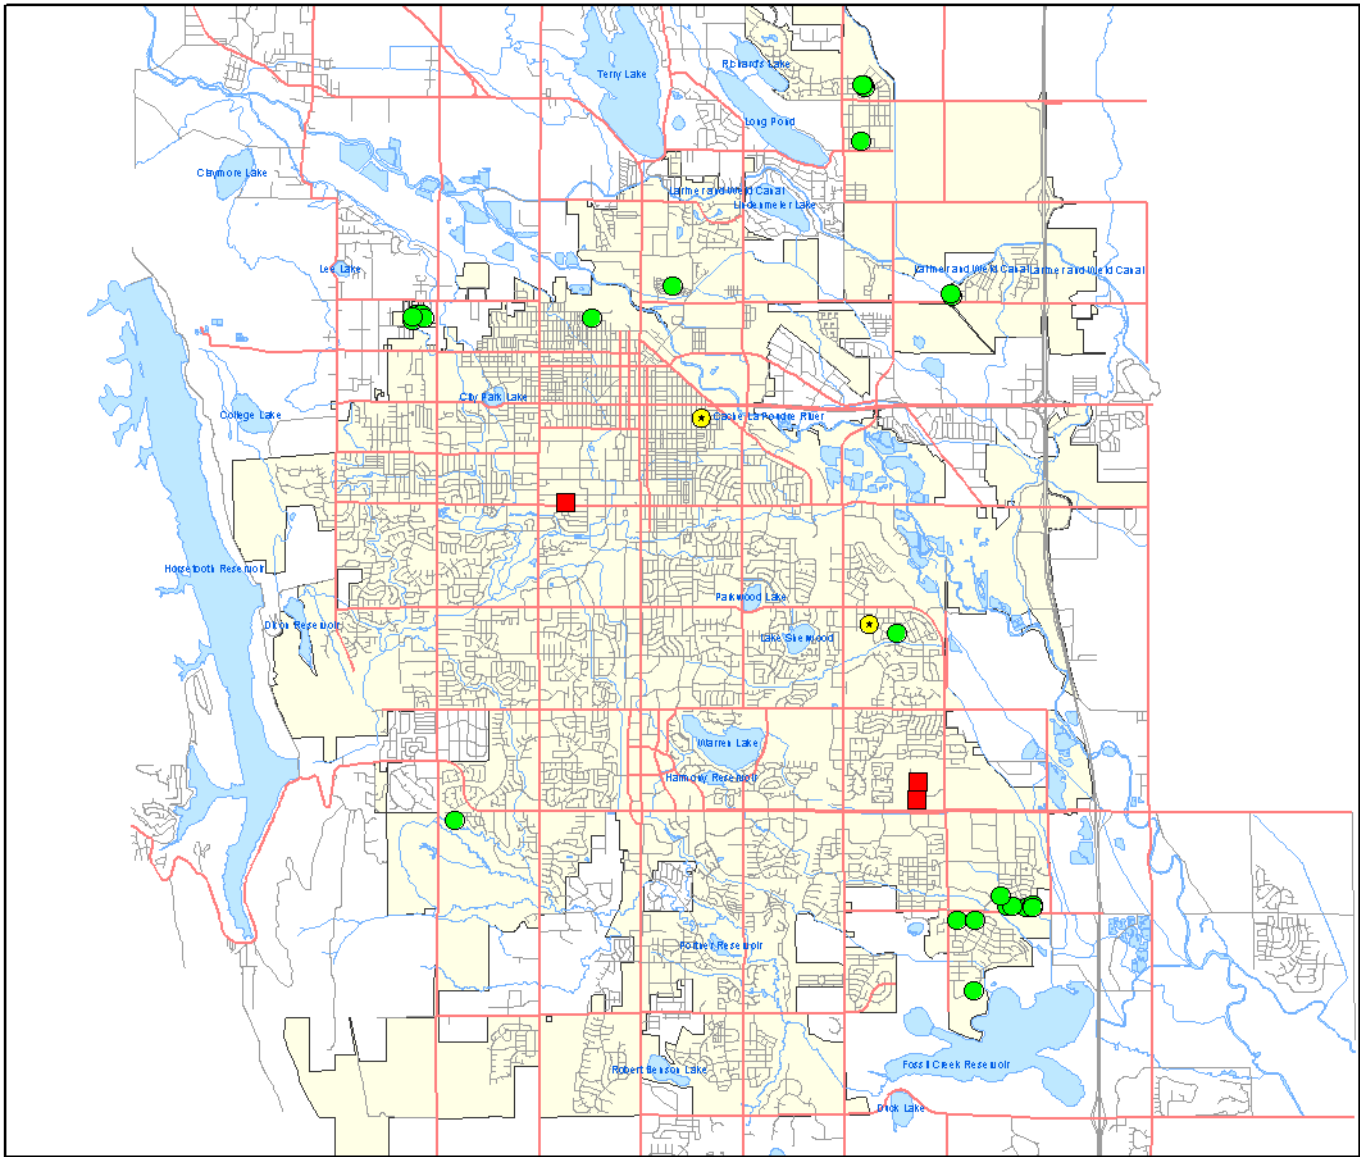 Terry Lake
Richards Lake
Long Pond
Claymore Lake
Larimer and Weld Canal
Lindenmeier Lake
Lee Lake
Larimer and Weld Canal
Larimer and Weld Canal
City Park Lake
College Lake
Cache La Poudre River
Horsetooth Reservoir
Parkwood Lake
Dixon Reservoir
Lake Sherwood
Warren Lake
Harmony Reservoir
Portner Reservoir
Fossil Creek Reservoir
Robert Benson Lake
Duck Lake